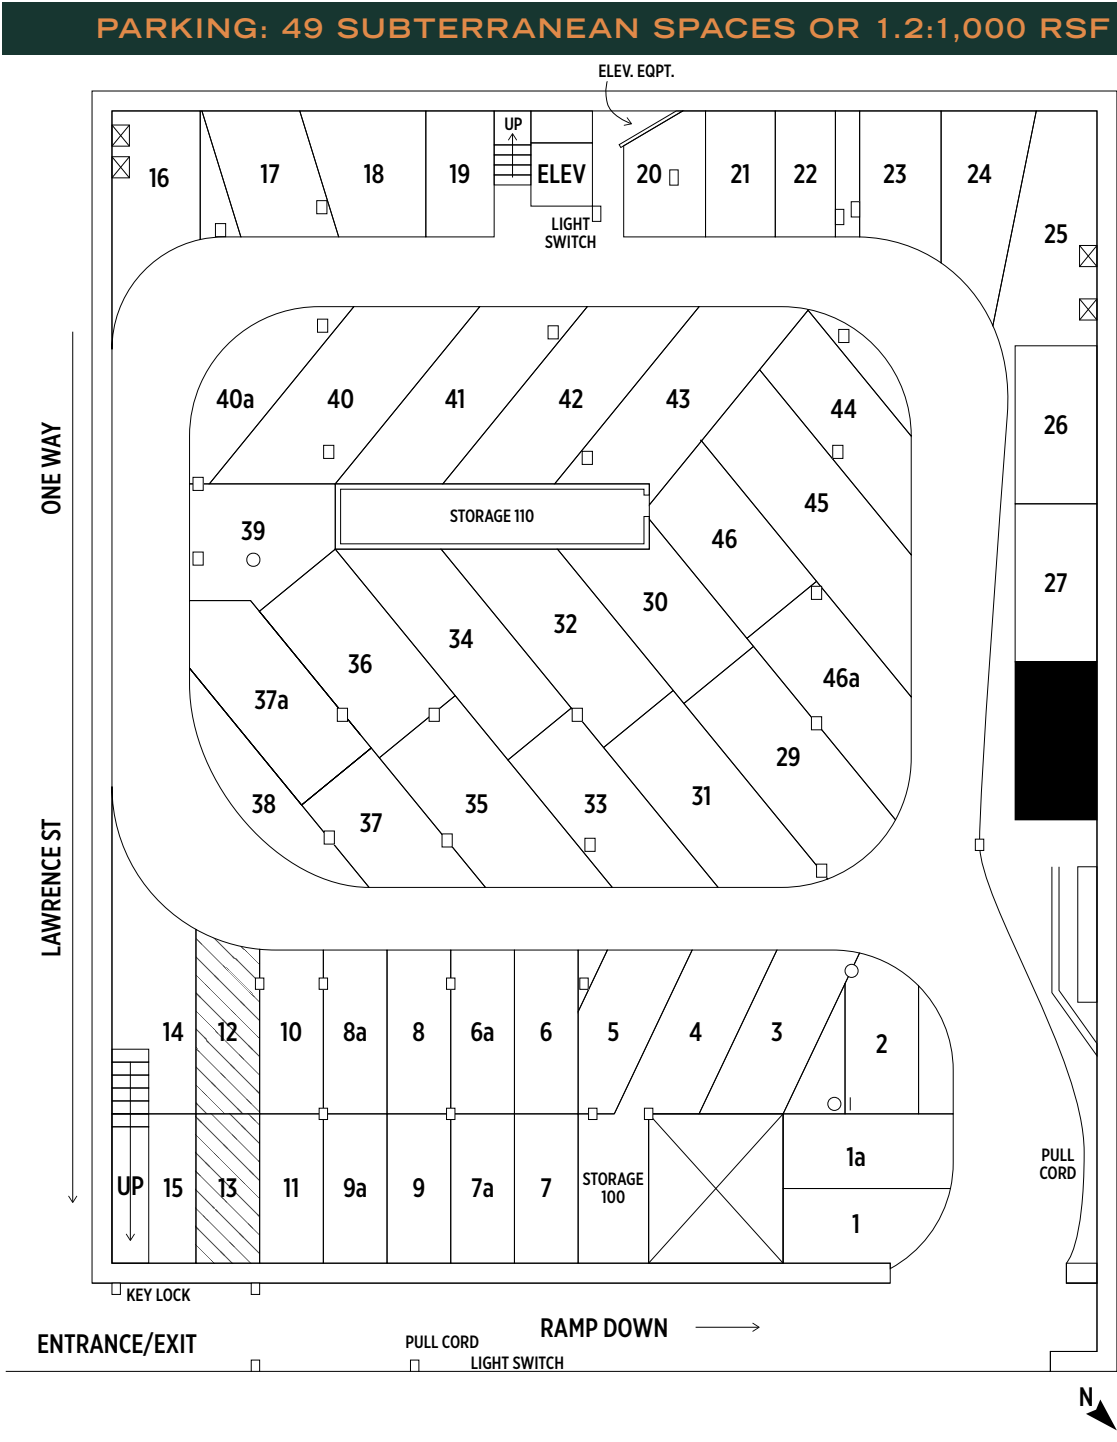 PARKING: 49 SUBTERRANEAN SPACES OR 1.2:1,000 RSF
ELEV. EQPT.
UP
16
17
18
19
ELEV
20
21
22
23
24
25
LIGHT
SWITCH
ONE WAY
40a
40
41
42
43
44
26
39
STORAGE 110
45
46
27
30
32
34
36
37a
46a
29
38
37
35
33
31
LAWRENCE ST
14
12
10
8a
8
6a
6
5
4
3
2
UP
15
13
11
9a
9
7a
7
STORAGE
100
1a
1
PULL
CORD
KEY LOCK
ENTRANCE/EXIT
RAMP DOWN
PULL CORD
LIGHT SWITCH
N